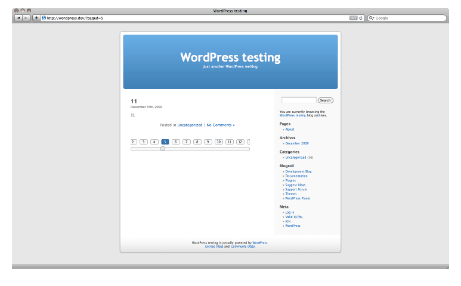 WordPress testing
http://wordpress.dev/?paged=5
Google
WordPress testing
Just another WordPress weblog
11
December 10th, 2008
11
Posted in Uncategorized | No Comments »
2 3 4 5 6 7 8 9 10 11 12
Search
You are currently browsing the
WordPress testing blog archives.
Pages
About
Archives
December 2008
Categories
Uncategorized
Blogroll
Development Blog
Documentation
Plugins
Suggest Ideas
Support Forum
Themes
WordPress Planet
Meta
Log in
Valid XHTML
XFN
WordPress
WordPress testing is proudly powered by WordPress
Entries (RSS) and Comments (RSS).